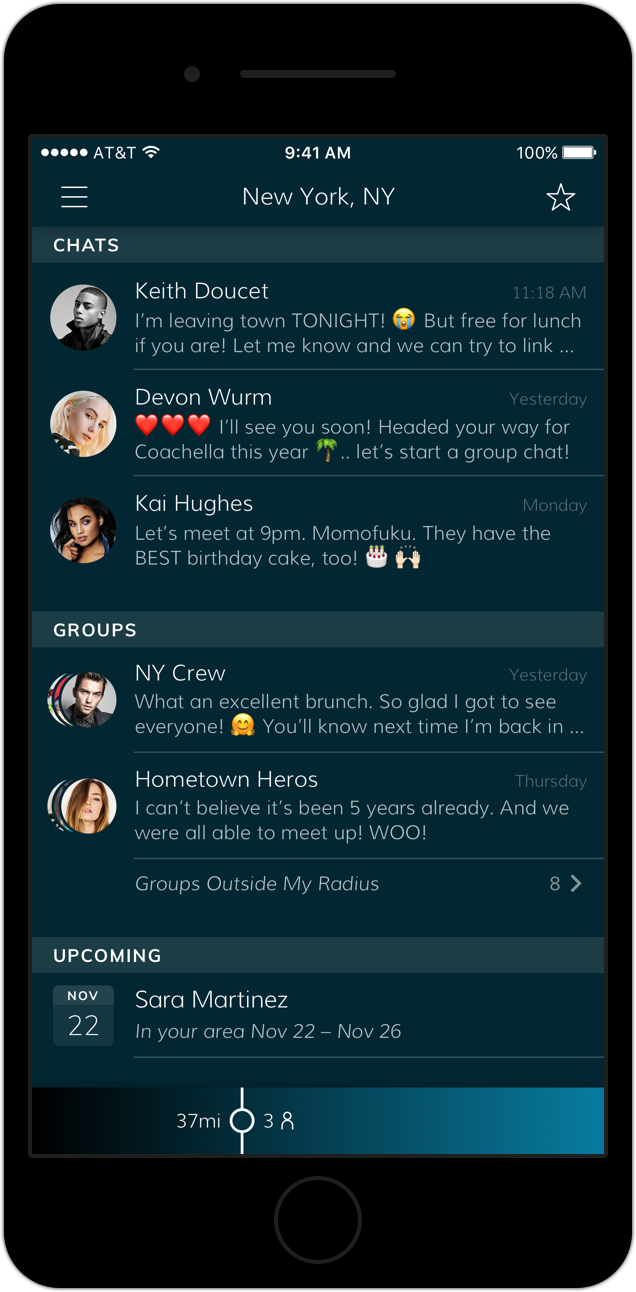 AT&T 9:41 AM 100%
New York, NY
CHATS
Keith Doucet 11:18 AM
I’m leaving town TONIGHT! 😭 But free for lunch
if you are! Let me know and we can try to link ...
Devon Wurm Yesterday
❤️❤️❤️ I’ll see you soon! Headed your way for
Coachella this year 🌴.. let’s start a group chat!
Kai Hughes Monday
Let’s meet at 9pm. Momofuku. They have the
BEST birthday cake, too! 🎂 🙌🏻
GROUPS
NY Crew Yesterday
What an excellent brunch. So glad I got to see
everyone! 🤗 You’ll know next time I’m back in ...
Hometown Heros Thursday
I can’t believe it’s been 5 years already. And we
were all able to meet up! WOO!
Groups Outside My Radius 8
UPCOMING
NOV
22
Sara Martinez
In your area Nov 22 – Nov 26
37mi 3